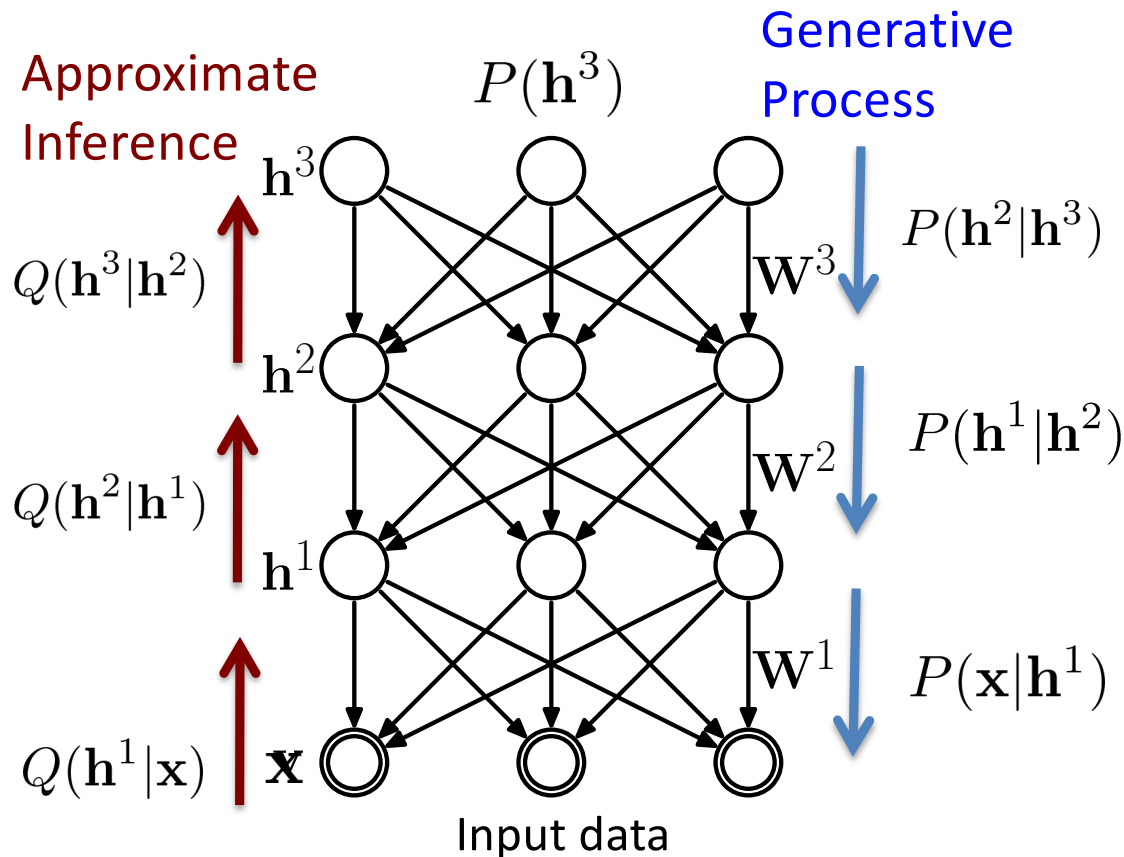 Approximate
Inference
P(h³)
Generative
Process
h³
Q(h³|h²)
W³
P(h²|h³)
h²
Q(h²|h¹)
W²
P(h¹|h²)
h¹
W¹
P(x|h¹)
Q(h¹|x)
x
Input data